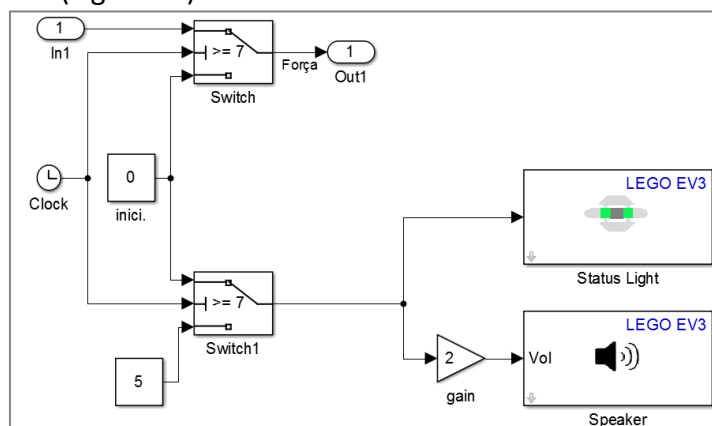 1
In1
>= 7
Switch
Força
1
Out1
Clock
0
inici.
LEGO EV3
Status Light
>= 7
Switch1
5
2
gain
LEGO EV3
Vol
Speaker